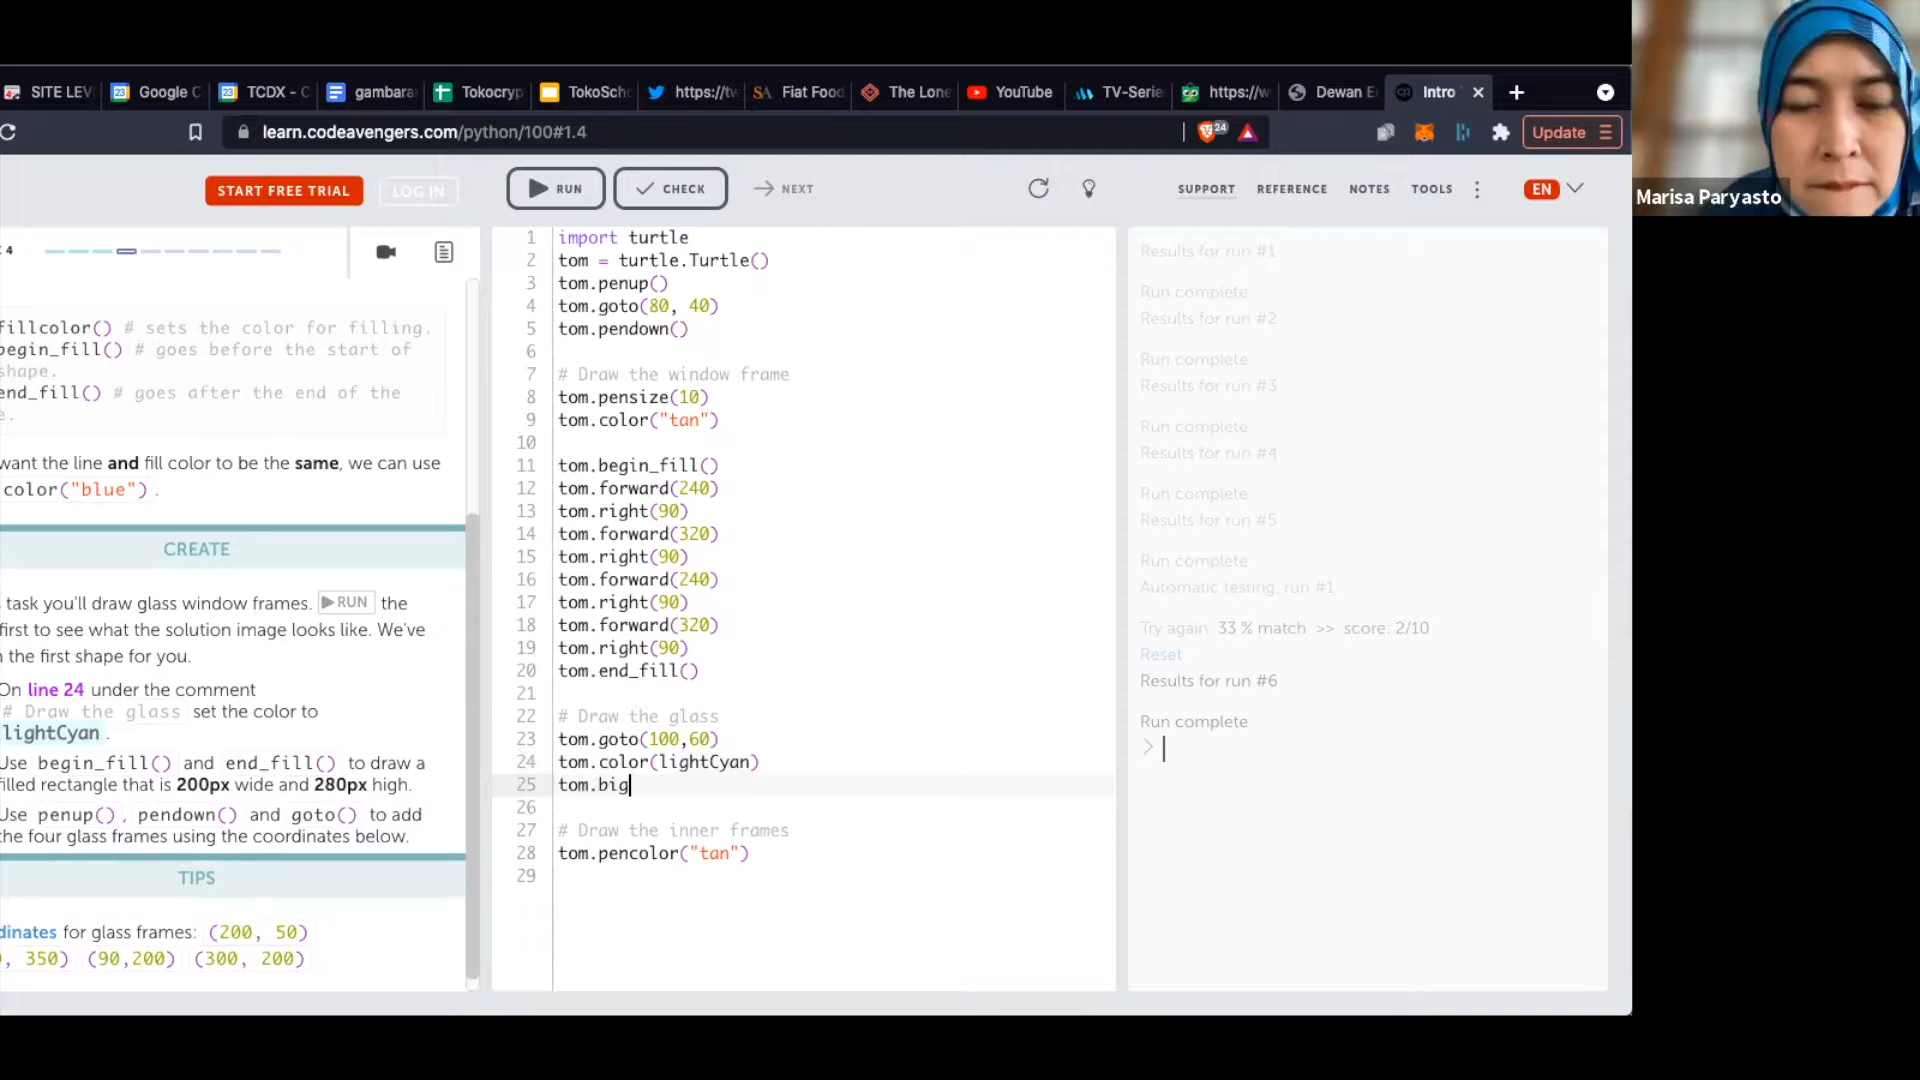 SITE LEV
Google C
TCDX - C
gambara
Tokocryp
TokoSch
https://tw
Fiat Food
The Lone
YouTube
TV-Serie
https://w
Dewan E
Intro
learn.codeavengers.com/python/100#1.4
24
Update
START FREE TRIAL
LOG IN
RUN
CHECK
NEXT
SUPPORT
REFERENCE
NOTES
TOOLS
EN
Marisa Paryasto
4
fillcolor() # sets the color for filling.
begin_fill() # goes before the start of
shape.
end_fill() # goes after the end of the
e.
want the line and fill color to be the same, we can use
color("blue") .
CREATE
task you'll draw glass window frames. RUN the
first to see what the solution image looks like. We've
the first shape for you.
On line 24 under the comment
# Draw the glass set the color to
lightCyan .
Use begin_fill() and end_fill() to draw a
filled rectangle that is 200px wide and 280px high.
Use penup(), pendown() and goto() to add
the four glass frames using the coordinates below.
TIPS
dinates for glass frames: (200, 50)
, 350) (90,200) (300, 200)
1 import turtle
2 tom = turtle.Turtle()
3 tom.penup()
4 tom.goto(80, 40)
5 tom.pendown()
6
7 # Draw the window frame
8 tom.pensize(10)
9 tom.color("tan")
10
11 tom.begin_fill()
12 tom.forward(240)
13 tom.right(90)
14 tom.forward(320)
15 tom.right(90)
16 tom.forward(240)
17 tom.right(90)
18 tom.forward(320)
19 tom.right(90)
20 tom.end_fill()
21
22 # Draw the glass
23 tom.goto(100,60)
24 tom.color(lightCyan)
25 tom.big
26
27 # Draw the inner frames
28 tom.pencolor("tan")
29
Results for run #1
Run complete
Results for run #2
Run complete
Results for run #3
Run complete
Results for run #4
Run complete
Results for run #5
Run complete
Automatic testing, run #1
Try again 33 % match >> score: 2/10
Reset
Results for run #6
Run complete
>